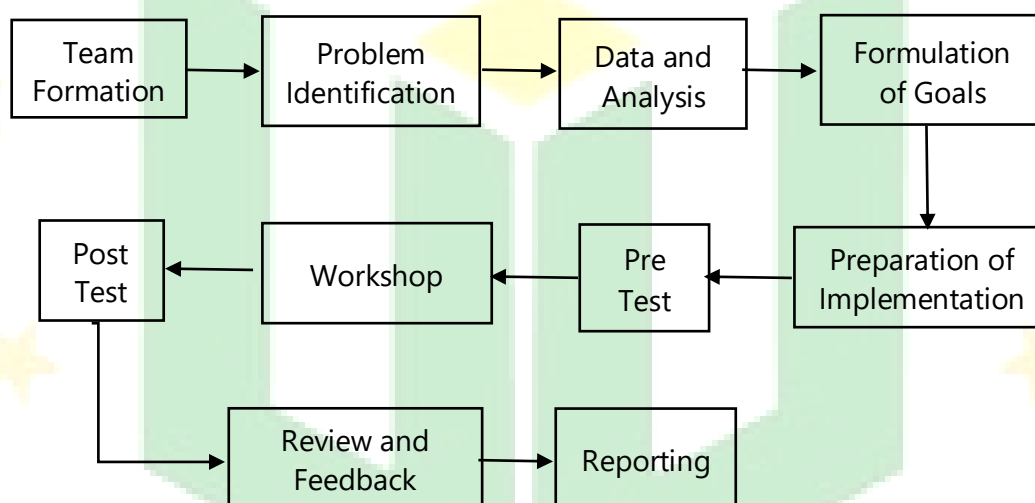 Team
Formation
Problem
Identification
Data and
Analysis
Formulation
of Goals
Preparation of
Implementation
Pre
Test
Workshop
Post
Test
Review and
Feedback
Reporting